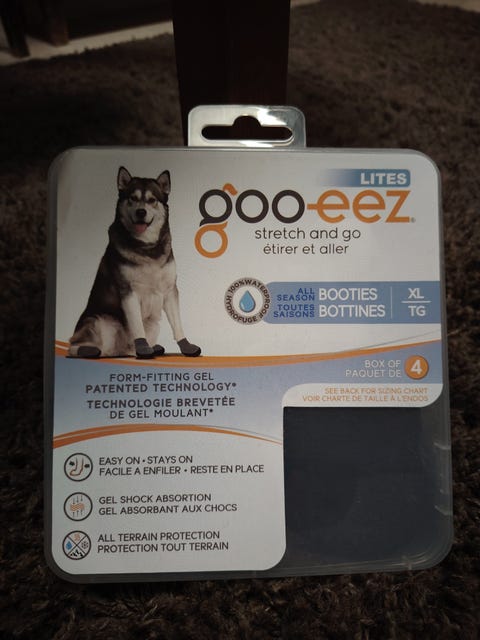 LITES
goo-eez®
stretch and go
étirer et aller
100% WATERPROOF
HYDROFUGE
ALL SEASON BOOTIES XL
TOUTES SAISONS BOTTINES TG
BOX OF
PAQUET DE 4
SEE BACK FOR SIZING CHART
VOIR CHARTE DE TAILLE À L'ENDOS
FORM-FITTING GEL
PATENTED TECHNOLOGY*
TECHNOLOGIE BREVETÉE
DE GEL MOULANT*
EASY ON • STAYS ON
FACILE A ENFILER • RESTE EN PLACE
GEL SHOCK ABSORTION
GEL ABSORBANT AUX CHOCS
ALL TERRAIN PROTECTION
PROTECTION TOUT TERRAIN